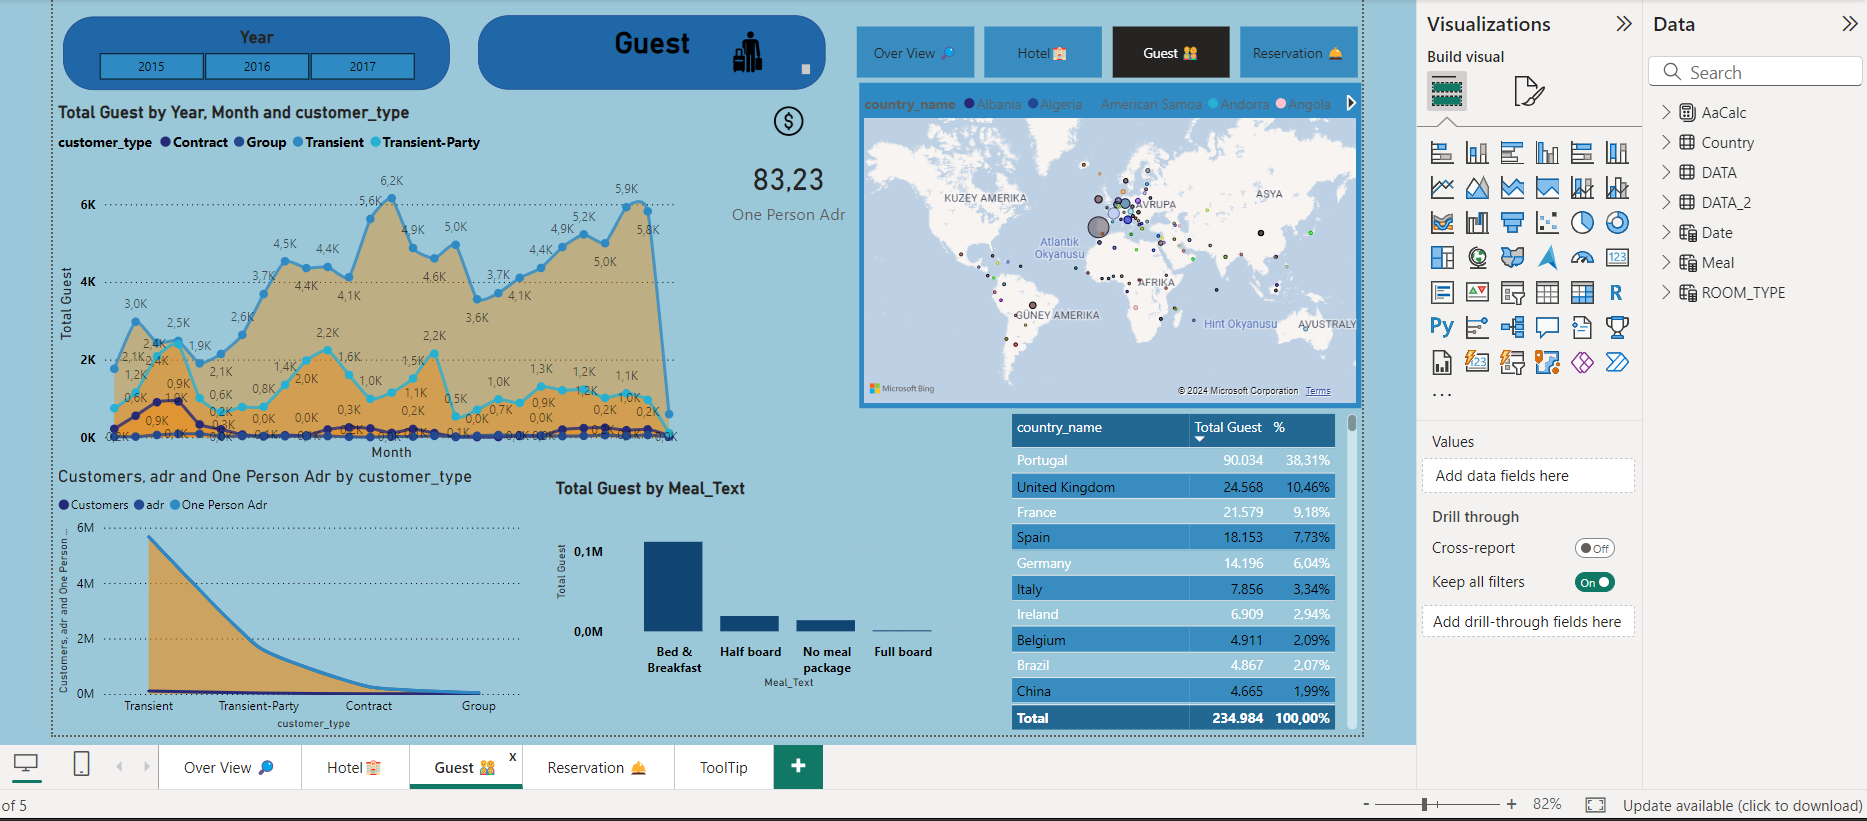 Year
2015 2016 2017
Guest
Over View Hotel Guest Reservation
Total Guest by Year, Month and customer_type
customer_type Contract Group Transient Transient-Party
6K
4K
2K
0K
Total Guest
Month
3,0K 2,5K 1,9K 2,1K 2,6K 3,7K 4,5K 4,4K 4,4K 4,1K 5,6K 6,2K 4,9K 4,6K 5,0K 3,6K 3,7K 4,1K 4,4K 4,9K 5,2K 5,0K 5,9K 5,8K
2,1K 2,4K 2,4K 1,2K 0,6K 0,9K 0,9K 0,6K 0,2K 0,3K 0,8K 0,0K 1,4K 2,0K 0,0K 2,2K 1,6K 0,3K 1,0K 1,5K 1,1K 0,2K 2,2K 0,5K 0,0K 1,0K 0,7K 1,3K 0,9K 0,0K 1,2K 1,2K 0,2K 1,1K 1,0K 0,2K
83,23
One Person Adr
country_name Albania Algeria American Samoa Andorra Angola
KUZEY AMERIKA
AVRUPA
ASYA
Atlantik
Okyanusu
AFRIKA
GÜNEY AMERIKA
Hint Okyanusu
AVUSTRALY
Microsoft Bing
© 2024 Microsoft Corporation Terms
Customers, adr and One Person Adr by customer_type
Customers adr One Person Adr
6M
4M
2M
0M
Customers, adr and One Person ...
Transient Transient-Party Contract Group
customer_type
Total Guest by Meal_Text
Total Guest
0,1M
0,0M
Bed &
Breakfast
Half board
No meal
package
Full board
Meal_Text
country_name Total Guest %
Portugal 90.034 38,31%
United Kingdom 24.568 10,46%
France 21.579 9,18%
Spain 18.153 7,73%
Germany 14.196 6,04%
Italy 7.856 3,34%
Ireland 6.909 2,94%
Belgium 4.911 2,09%
Brazil 4.867 2,07%
China 4.665 1,99%
Total 234.984 100,00%
Visualizations
Build visual
123
R
Py
123
...
Values
Add data fields here
Drill through
Cross-report Off
Keep all filters On
Add drill-through fields here
Data
Search
AaCalc
Country
DATA
DATA_2
Date
Meal
ROOM_TYPE
Over View Hotel Guest x Reservation ToolTip +
of 5
- + 82% Update available (click to download)